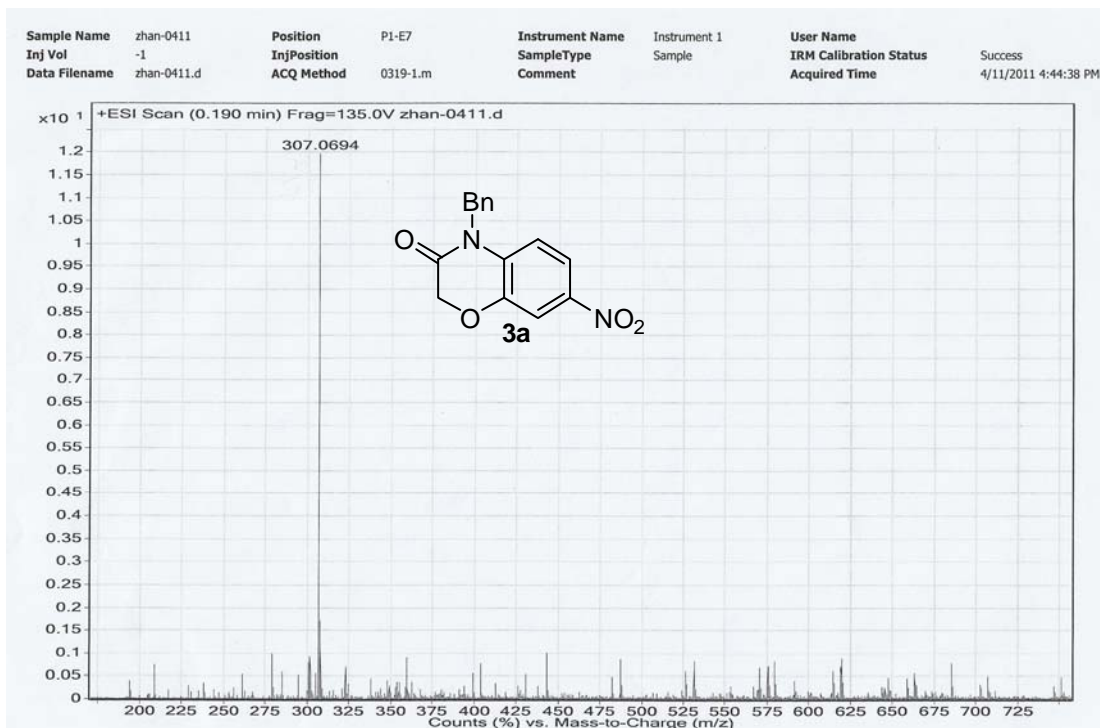 Sample Name zhan-0411 Position P1-E7 Instrument Name Instrument 1 User Name
Inj Vol -1 InjPosition SampleType Sample IRM Calibration Status Success
Data Filename zhan-0411.d ACQ Method 0319-1.m Comment Acquired Time 4/11/2011 4:44:38 PM
x10 1 +ESI Scan (0.190 min) Frag=135.0V zhan-0411.d
307.0694
1.2
1.15
1.1
1.05
1
0.95
0.9
0.85
0.8
0.75
0.7
0.65
0.6
0.55
0.5
0.45
0.4
0.35
0.3
0.25
0.2
0.15
0.1
0.05
0
Bn
N
O
O
NO2
3a
200 225 250 275 300 325 350 375 400 425 450 475 500 525 550 575 600 625 650 675 700 725
Counts (%) vs. Mass-to-Charge (m/z)